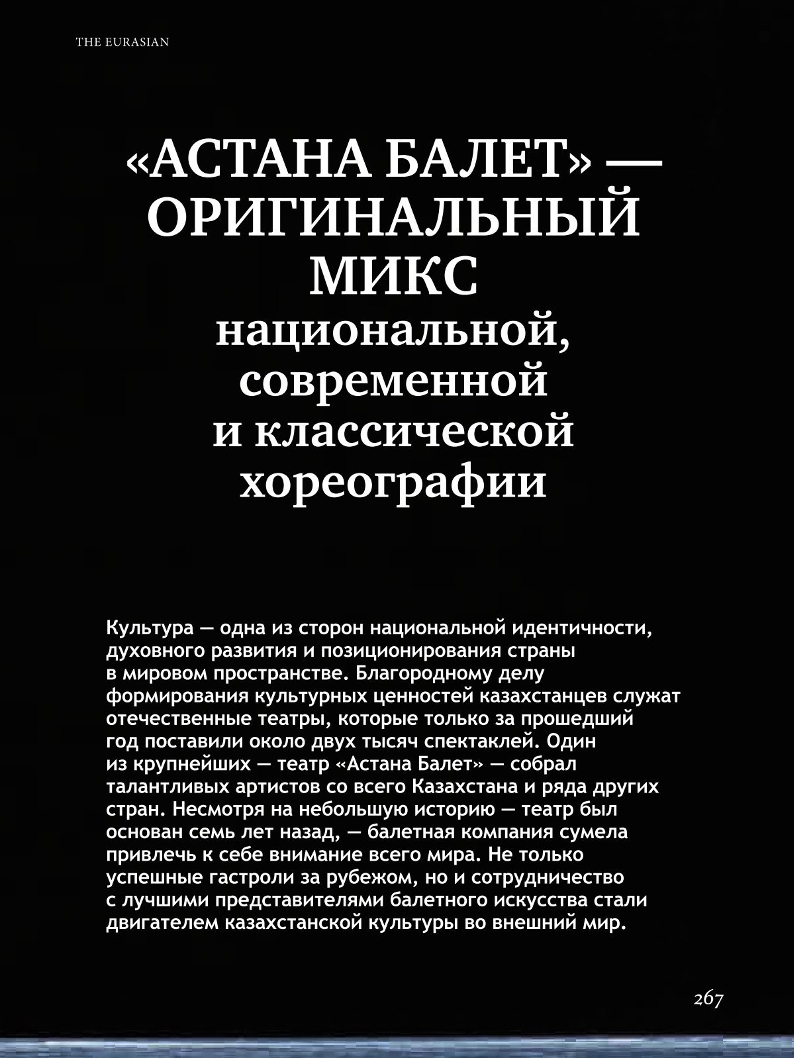 THE EURASIAN
«АСТАНА БАЛЕТ» —
ОРИГИНАЛЬНЫЙ
МИКС
национальной,
современной
и классической
хореографии
Культура — одна из сторон национальной идентичности,
духовного развития и позиционирования страны
в мировом пространстве. Благородному делу
формирования культурных ценностей казахстанцев служат
отечественные театры, которые только за прошедший
год поставили около двух тысяч спектаклей. Один
из крупнейших — театр «Астана Балет» — собрал
талантливых артистов со всего Казахстана и ряда других
стран. Несмотря на небольшую историю — театр был
основан семь лет назад, — балетная компания сумела
привлечь к себе внимание всего мира. Не только
успешные гастроли за рубежом, но и сотрудничество
с лучшими представителями балетного искусства стали
двигателем казахстанской культуры во внешний мир.
267